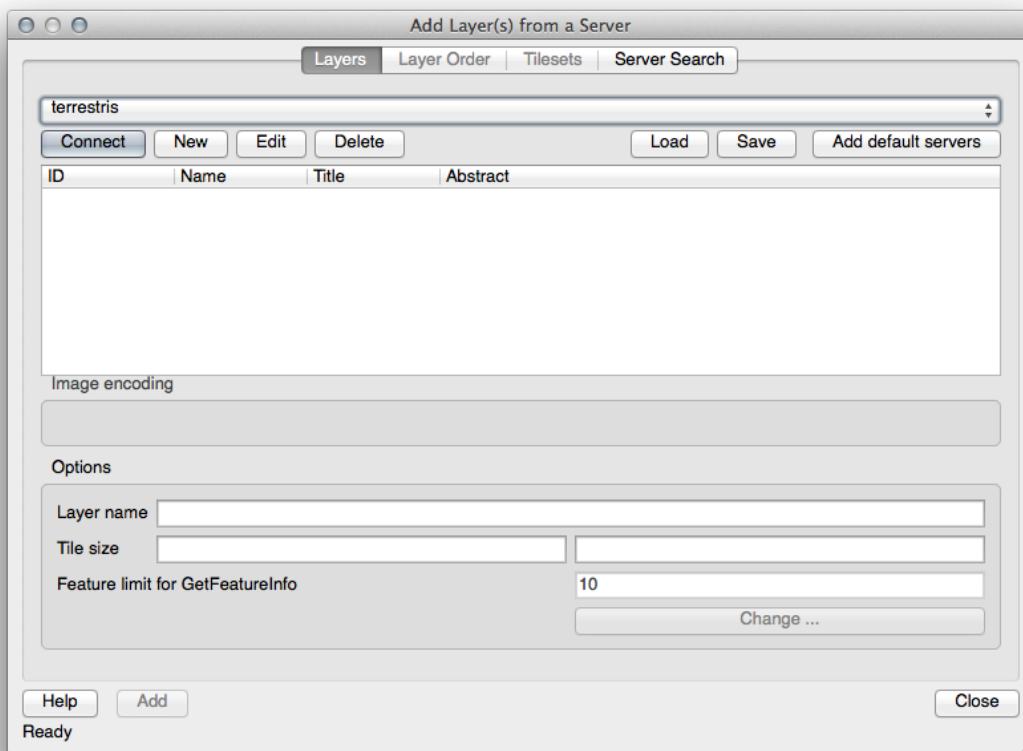 Add Layer(s) from a Server
Layers Layer Order Tilesets Server Search
terrestris
Connect New Edit Delete Load Save Add default servers
ID Name Title Abstract
Image encoding
Options
Layer name
Tile size
Feature limit for GetFeatureInfo 10
Change ...
Help Add Close
Ready